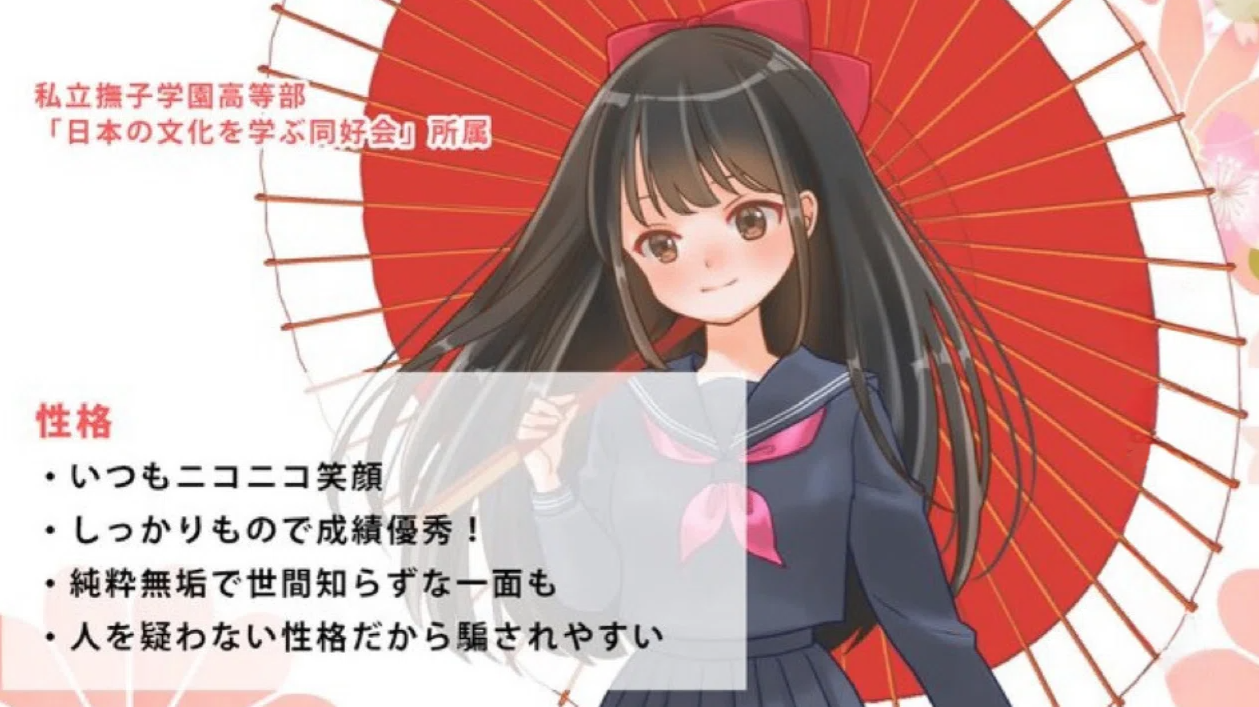 私立撫子学園高等部
「日本の文化を学ぶ同好会」所属
性格
・いつもニコニコ笑顔
・しっかりもので成績優秀！
・純粋無垢で世間知らずな一面も
・人を疑わない性格だから騙されやすい